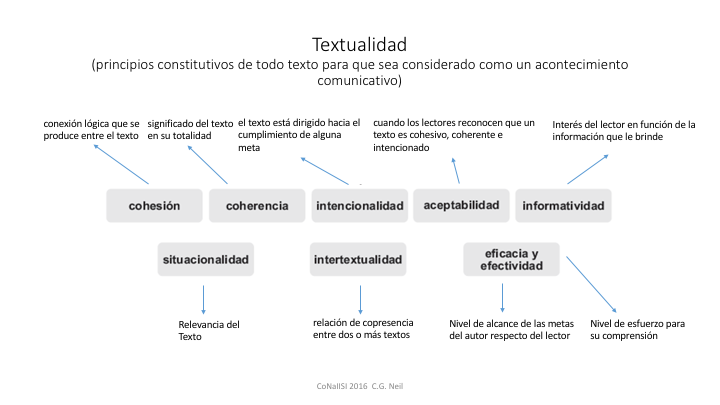 Textualidad
(principios constitutivos de todo texto para que sea considerado como un acontecimiento
comunicativo)
conexión lógica que se
produce entre el texto
significado del texto
en su totalidad
el texto está dirigido hacia el
cumplimiento de alguna
meta
cuando los lectores reconocen que un
texto es cohesivo, coherente e
intencionado
Interés del lector en función de la
información que le brinde
cohesión
coherencia
intencionalidad
aceptabilidad
informatividad
situacionalidad
intertextualidad
eficacia y
efectividad
Relevancia del
Texto
relación de copresencia
entre dos o más textos
Nivel de alcance de las metas
del autor respecto del lector
Nivel de esfuerzo para
su comprensión
CoNaIISI 2016 C.G. Neil